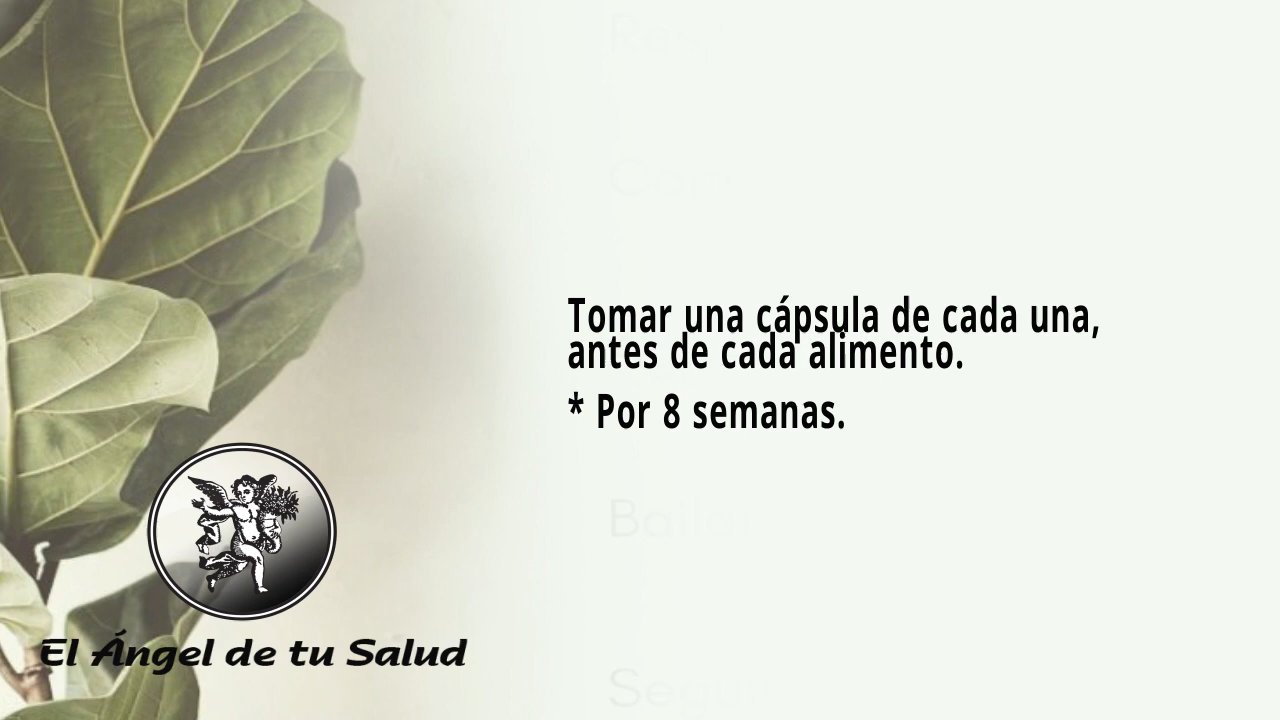 Tomar una cápsula de cada una,
antes de cada alimento.
* Por 8 semanas.
El Ángel de tu Salud